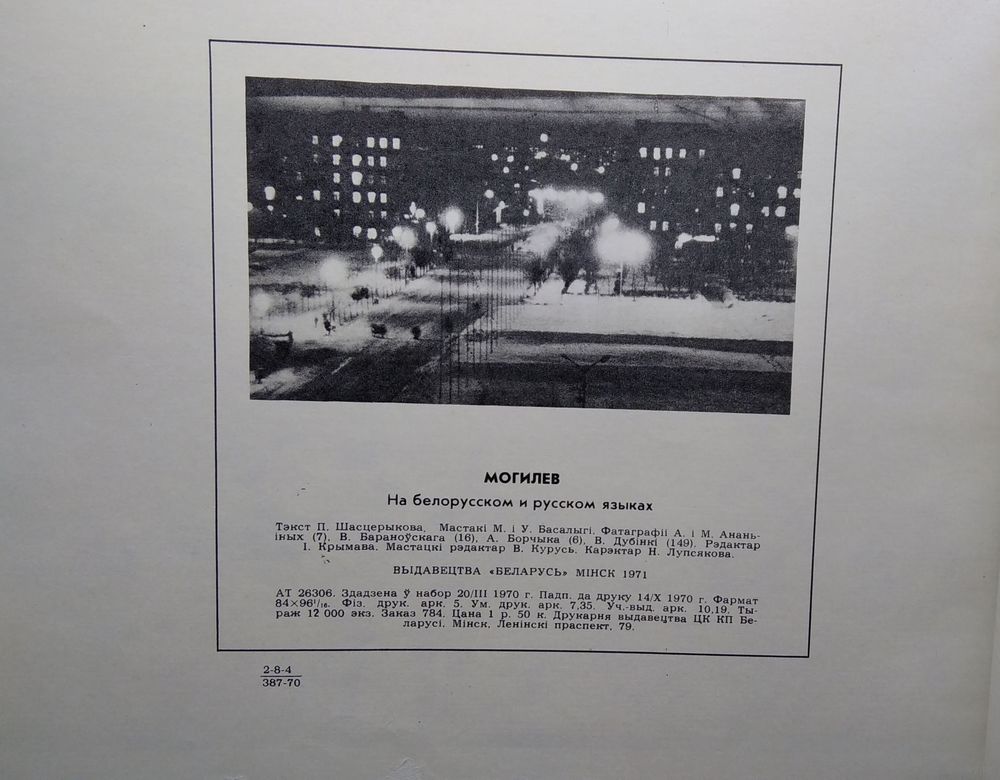 МОГИЛЕВ
На белорусском и русском языках
Тэкст П. Шасцерыкова. Мастакі М. і У. Басалыгі. Фатаграфіі А. і М. Анань-
іных (7), В. Бараноўскага (16), А. Борчыка (6), В. Дубінкі (149). Рэдактар
І. Крымава. Мастацкі рэдактар В. Курусь. Карэктар Н. Лупсякова.
ВЫДАВЕЦТВА «БЕЛАРУСЬ» МІНСК 1971
АТ 26306. Здадзена ў набор 20/III 1970 г. Падп. да друку 14/X 1970 г. Фармат
84×96¹/₁₆. Фіз. друк. арк. 5. Ум. друк. арк. 7,35. Уч.-выд. арк. 10,19. Ты-
раж 12 000 экз. Заказ 784. Цана 1 р. 50 к. Друкарня выдавецтва ЦК КП Бе-
ларусі. Мінск, Ленінскі праспект, 79.
2-8-4
387-70